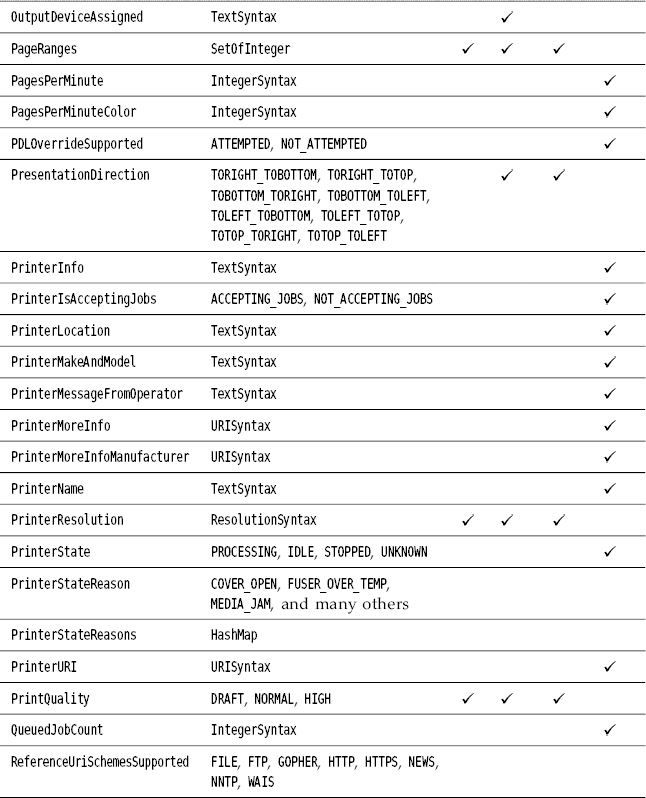 OutputDeviceAssigned TextSyntax ✓
PageRanges SetOfInteger ✓ ✓ ✓
PagesPerMinute IntegerSyntax ✓
PagesPerMinuteColor IntegerSyntax ✓
PDLOverrideSupported ATTEMPTED, NOT_ATTEMPTED ✓
PresentationDirection TORIGHT_TOBOTTOM, TORIGHT_TOTOP, ✓ ✓
TOBOTTOM_TORIGHT, TOBOTTOM_TOLEFT,
TOLEFT_TOBOTTOM, TOLEFT_TOTOP,
TOTOP_TORIGHT, TOTOP_TOLEFT
PrinterInfo TextSyntax ✓
PrinterIsAcceptingJobs ACCEPTING_JOBS, NOT_ACCEPTING_JOBS ✓
PrinterLocation TextSyntax ✓
PrinterMakeAndModel TextSyntax ✓
PrinterMessageFromOperator TextSyntax ✓
PrinterMoreInfo URISyntax ✓
PrinterMoreInfoManufacturer URISyntax ✓
PrinterName TextSyntax ✓
PrinterResolution ResolutionSyntax ✓ ✓ ✓
PrinterState PROCESSING, IDLE, STOPPED, UNKNOWN ✓
PrinterStateReason COVER_OPEN, FUSER_OVER_TEMP,
MEDIA_JAM, and many others
PrinterStateReasons HashMap
PrinterURI URISyntax ✓
PrintQuality DRAFT, NORMAL, HIGH ✓ ✓ ✓
QueuedJobCount IntegerSyntax ✓
ReferenceUriSchemesSupported FILE, FTP, GOPHER, HTTP, HTTPS, NEWS,
NNTP, WAIS